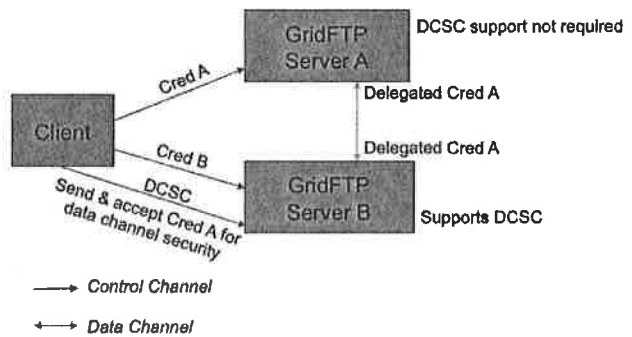 GridFTP
Server A
DCSC support not required
Cred A
Delegated Cred A
Client
Delegated Cred A
Cred B
DCSC
Send & accept Cred A for
data channel security
GridFTP
Server B
Supports DCSC
Control Channel
Data Channel